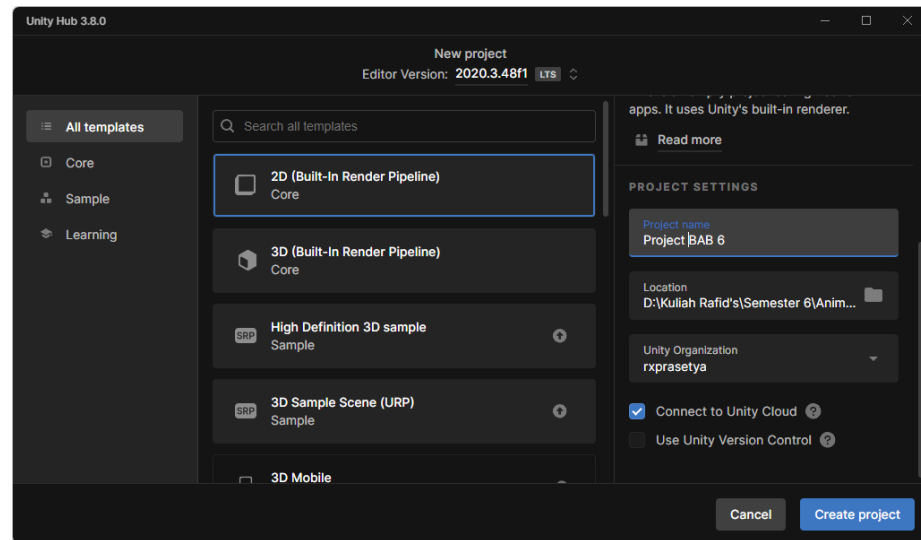 Unity Hub 3.8.0
New project
Editor Version: 2020.3.48f1 LTS
All templates
Core
Sample
Learning
Search all templates
2D (Built-In Render Pipeline)
Core
3D (Built-In Render Pipeline)
Core
SRP
High Definition 3D sample
Sample
SRP
3D Sample Scene (URP)
Sample
3D Mobile
apps. It uses Unity's built-in renderer.
Read more
PROJECT SETTINGS
Project name
Project BAB 6
Location
D:\Kuliah Rafid's\Semester 6\Anim...
Unity Organization
rxprasetya
Connect to Unity Cloud ?
Use Unity Version Control ?
Cancel
Create project